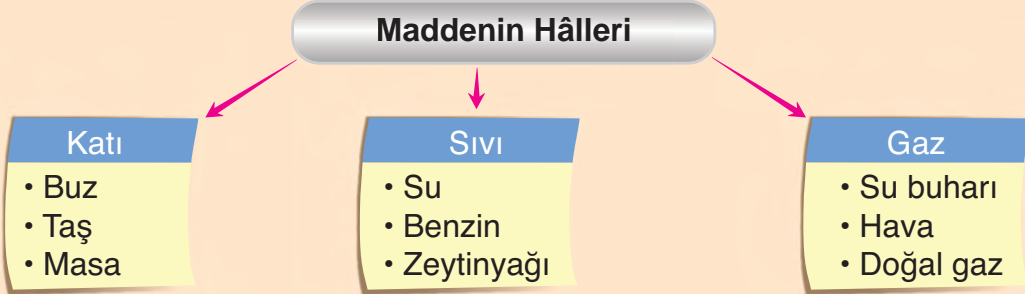 Maddenin Hâlleri
Katı
• Buz
• Taş
• Masa
Sıvı
• Su
• Benzin
• Zeytinyağı
Gaz
• Su buharı
• Hava
• Doğal gaz